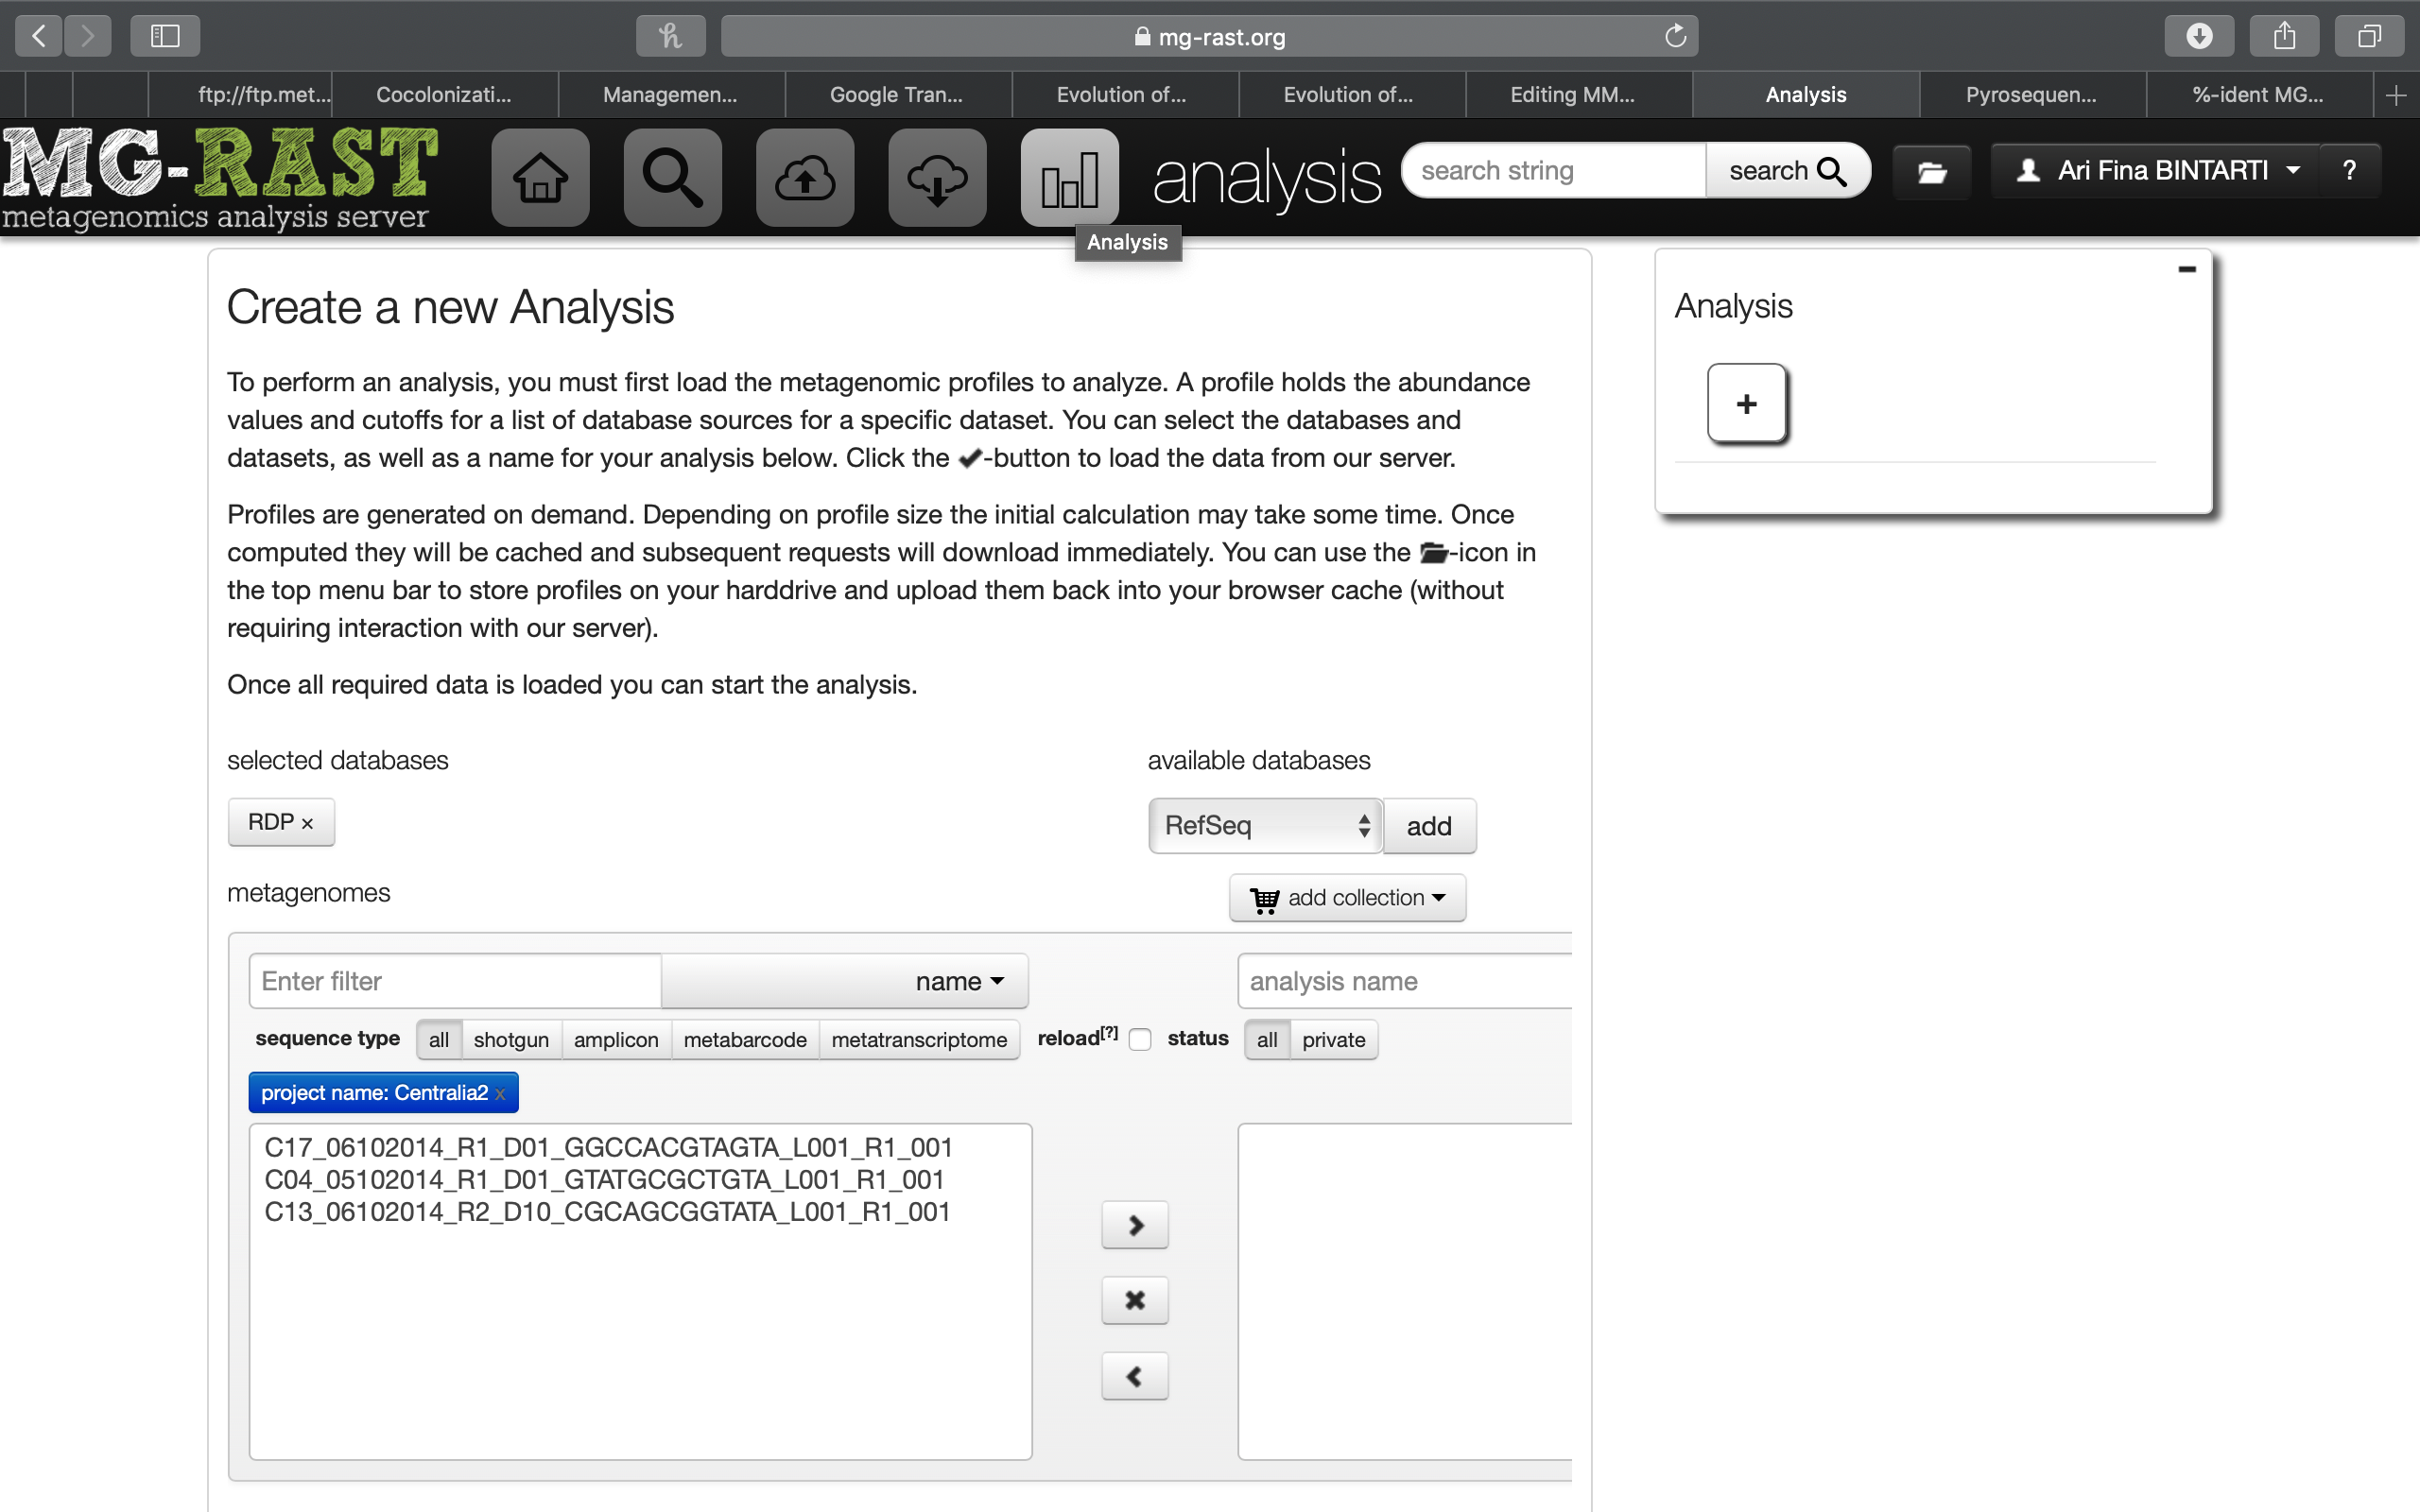 mg-rast.org
ftp://ftp.met... Cocolonizati... Managemen... Google Tran... Evolution of... Evolution of... Editing MM... Analysis Pyrosequen... %-ident MG...
MG-RAST
metagenomics analysis server
analysis
search string search
Ari Fina BINTARTI ?
Analysis
Create a new Analysis
To perform an analysis, you must first load the metagenomic profiles to analyze. A profile holds the abundance
values and cutoffs for a list of database sources for a specific dataset. You can select the databases and
datasets, as well as a name for your analysis below. Click the ✔-button to load the data from our server.
Profiles are generated on demand. Depending on profile size the initial calculation may take some time. Once
computed they will be cached and subsequent requests will download immediately. You can use the -icon in
the top menu bar to store profiles on your harddrive and upload them back into your browser cache (without
requiring interaction with our server).
Once all required data is loaded you can start the analysis.
selected databases
available databases
RDP ×
RefSeq add
metagenomes
add collection
Enter filter name
analysis name
sequence type all shotgun amplicon metabarcode metatranscriptome reload[?] status all private
project name: Centralia2 x
C17_06102014_R1_D01_GGCCACGTAGTA_L001_R1_001
C04_05102014_R1_D01_GTATGCGCTGTA_L001_R1_001
C13_06102014_R2_D10_CGCAGCGGTATA_L001_R1_001
Analysis
+